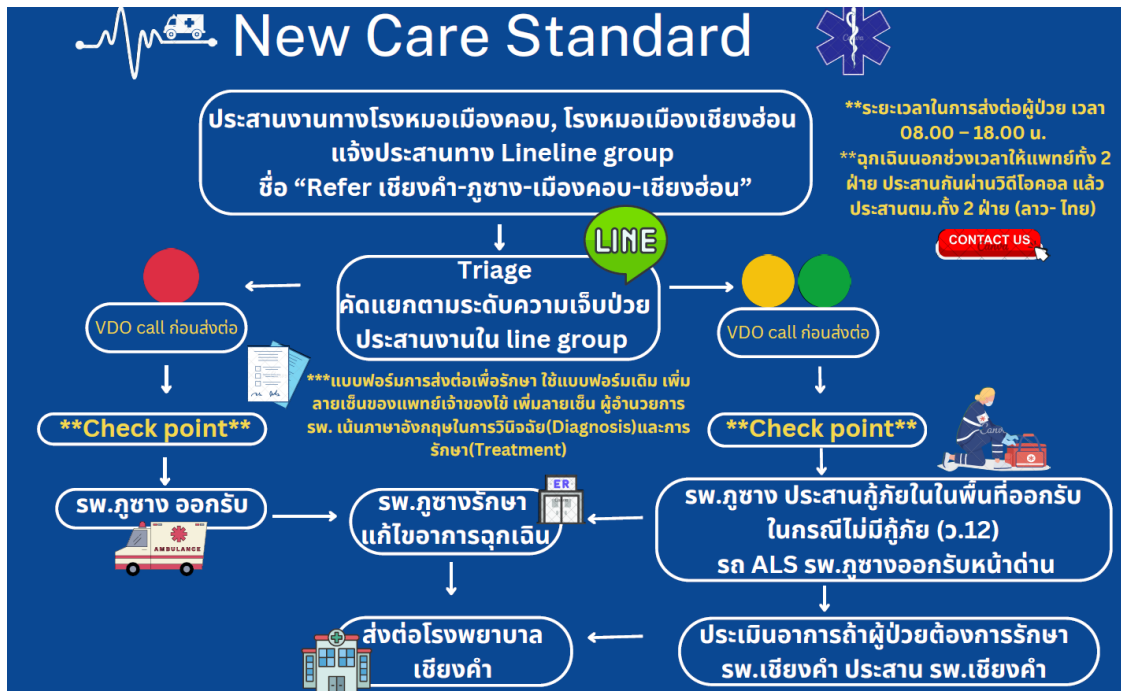 New Care Standard
ประสานงานทางโรงหมอเมืองคอบ, โรงหมอเมืองเชียงฮ่อน
แจ้งประสานทาง Lineline group
ชื่อ “Refer เชียงคำ-ภูซาง-เมืองคอบ-เชียงฮ่อน”
**ระยะเวลาในการส่งต่อผู้ป่วย เวลา
08.00 – 18.00 น.
**ฉุกเฉินนอกช่วงเวลาให้แพทย์ทั้ง 2
ฝ่าย ประสานกันผ่านวิดีโอคอล แล้ว
ประสานตม.ทั้ง 2 ฝ่าย (ลาว- ไทย)
CONTACT US
LINE
Triage
คัดแยกตามระดับความเจ็บป่วย
ประสานงานใน line group
VDO call ก่อนส่งต่อ
VDO call ก่อนส่งต่อ
***แบบฟอร์มการส่งต่อเพื่อรักษา ใช้แบบฟอร์มเดิม เพิ่ม
ลายเซ็นของแพทย์เจ้าของไข้ เพิ่มลายเซ็น ผู้อำนวยการ
รพ. เน้นภาษาอังกฤษในการวินิจฉัย(Diagnosis)และการ
รักษา(Treatment)
**Check point**
**Check point**
Canva
รพ.ภูซาง ออกรับ
AMBULANCE
ER
รพ.ภูซางรักษา
แก้ไขอาการฉุกเฉิน
รพ.ภูซาง ประสานกู้ภัยในในพื้นที่ออกรับ
ในกรณีไม่มีกู้ภัย (ว.12)
รถ ALS รพ.ภูซางออกรับหน้าด่าน
ส่งต่อโรงพยาบาล
เชียงคำ
ประเมินอาการถ้าผู้ป่วยต้องการรักษา
รพ.เชียงคำ ประสาน รพ.เชียงคำ